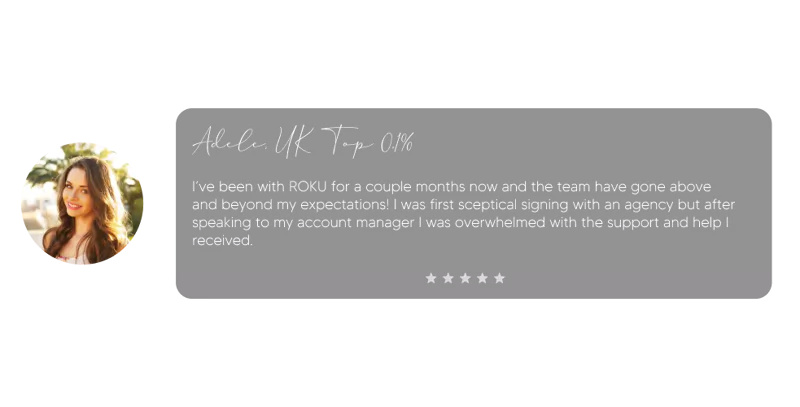 Adele, UK Top 0.1%
I've been with ROKU for a couple months now and the team have gone above
and beyond my expectations! I was first sceptical signing with an agency but after
speaking to my account manager I was overwhelmed with the support and help I
received.